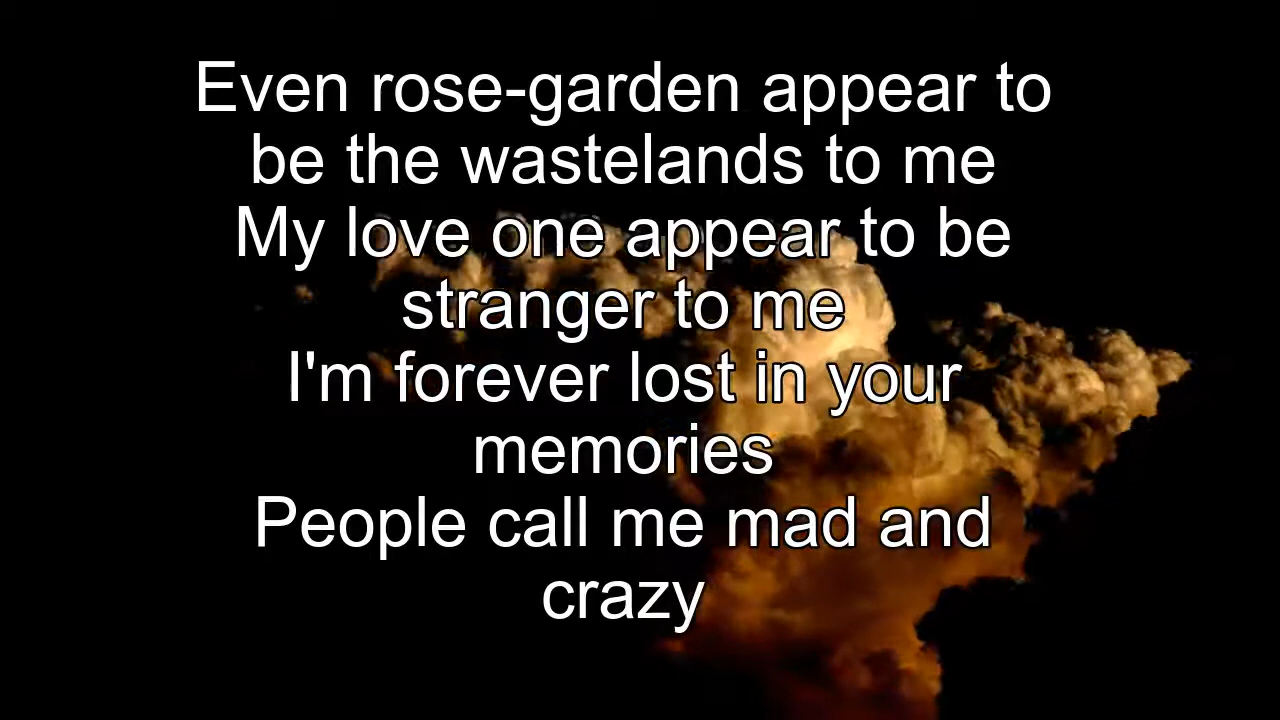 Even rose-garden appear to
be the wastelands to me
My love one appear to be
stranger to me
I'm forever lost in your
memories
People call me mad and
crazy